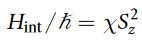 H_int/ħ = χS_z^2